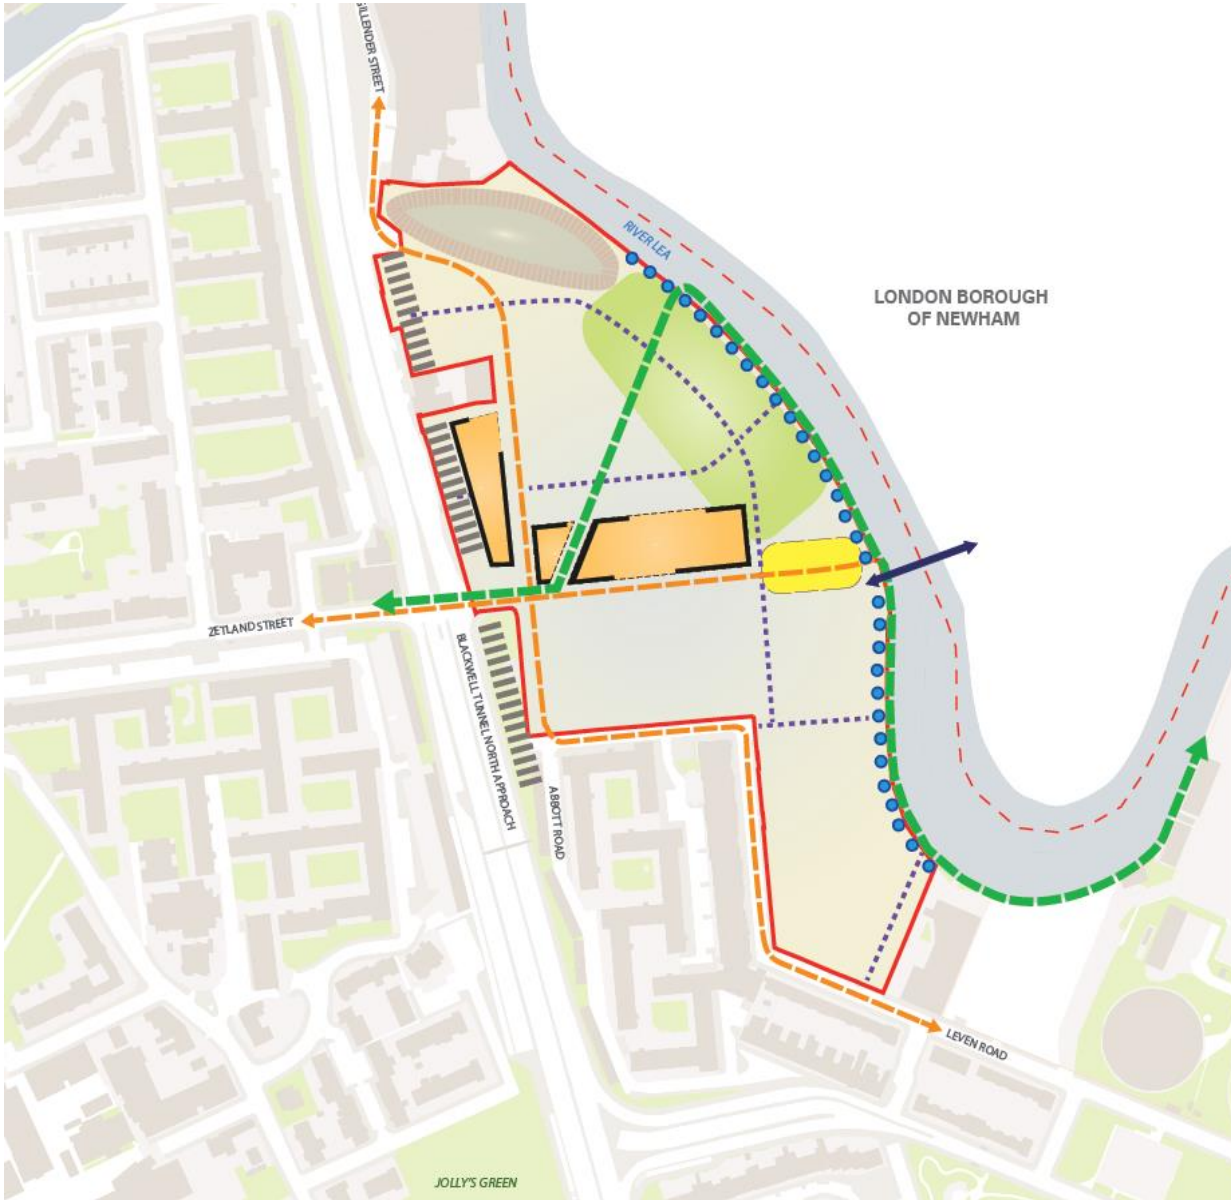 GILLENDER STREET
RIVER LEA
LONDON BOROUGH
OF NEWHAM
ZETLAND STREET
BLACKWELL TUNNEL NORTH APPROACH
ABBOTT ROAD
LEVEN ROAD
JOLLY'S GREEN